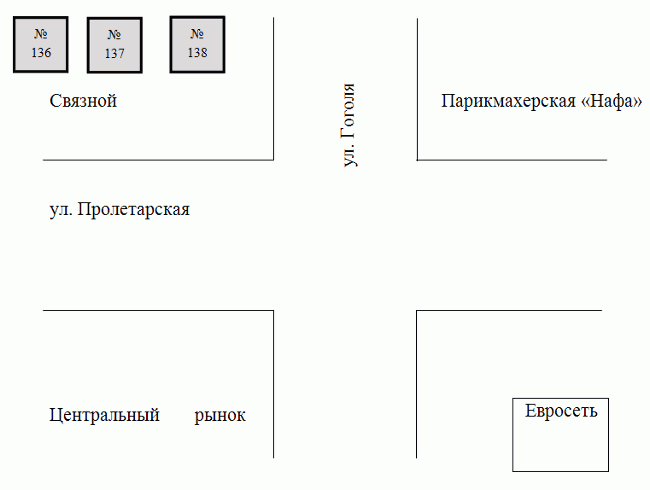 № 136
№ 137
№ 138
Связной
ул. Гоголя
Парикмахерская «Нафа»
ул. Пролетарская
Центральный рынок
Евросеть